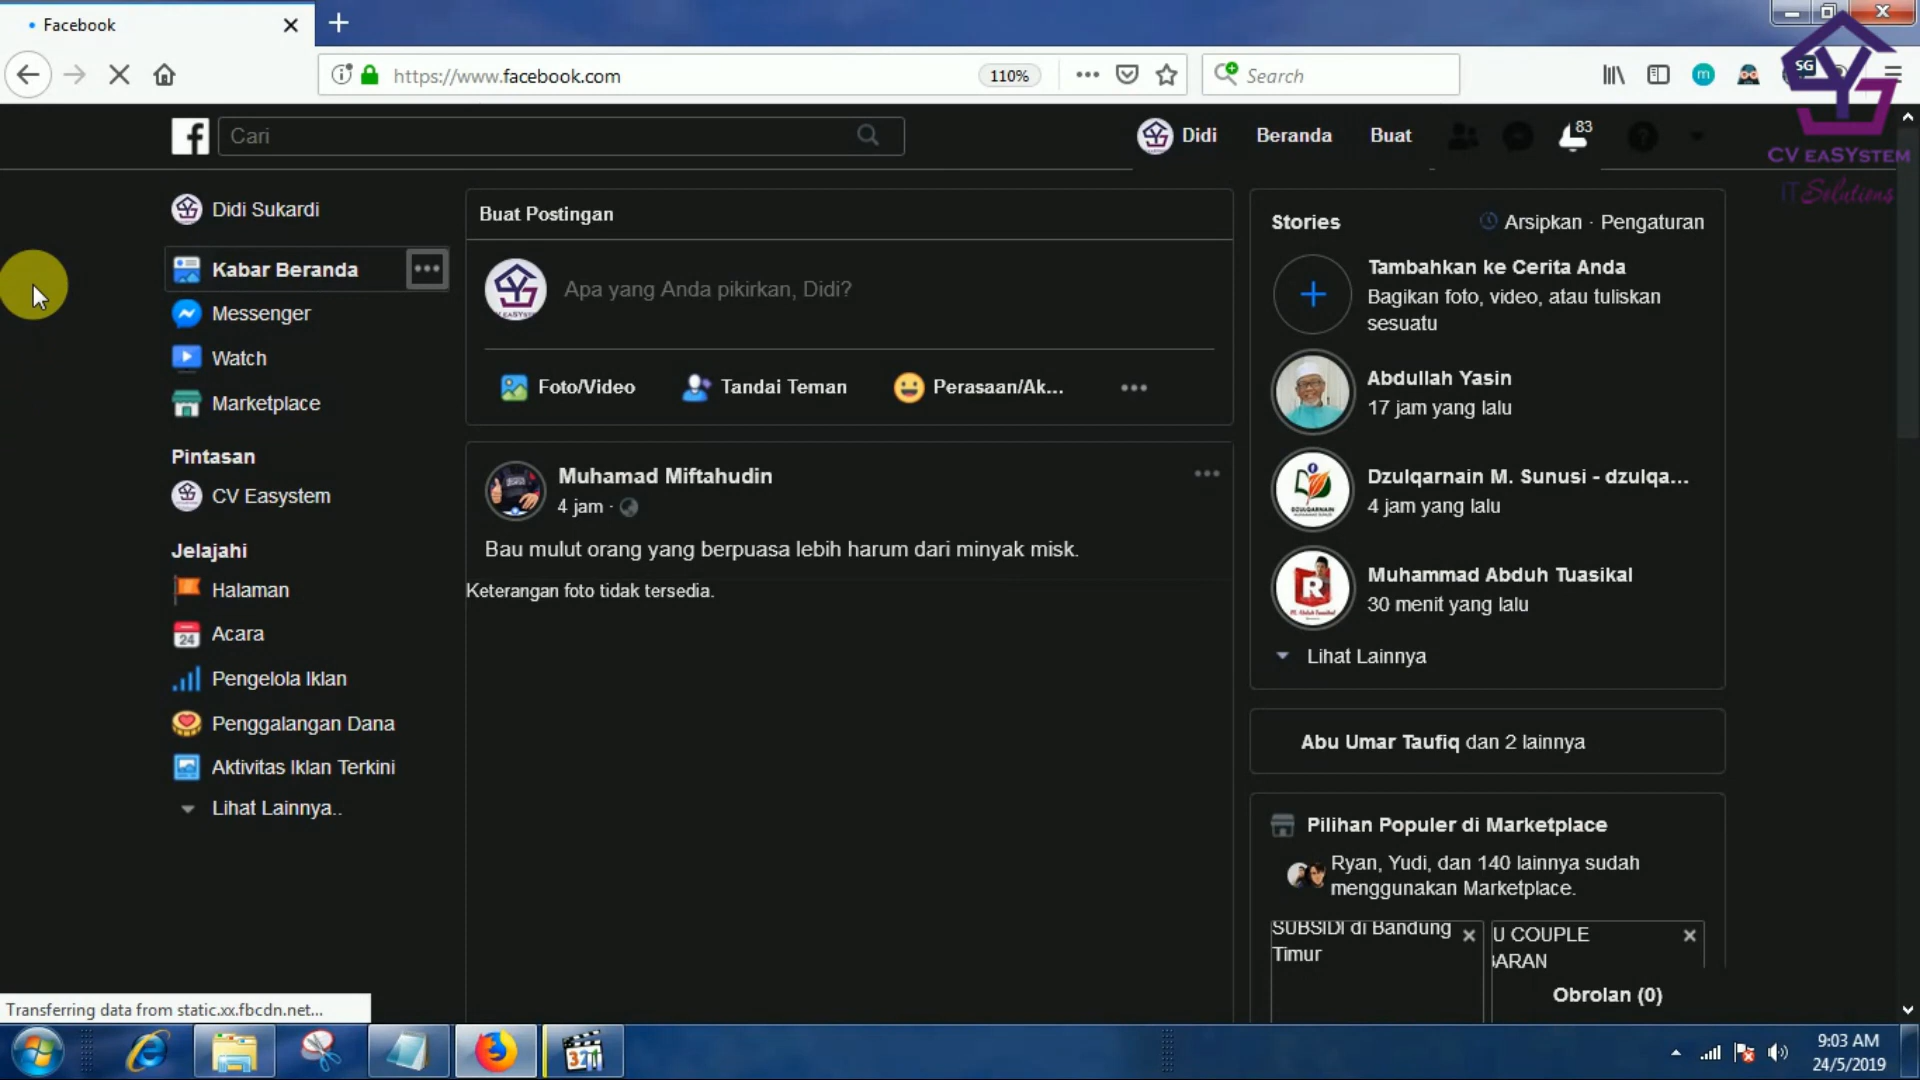 Facebook
https://www.facebook.com
110%
Search
SG
CV eaSYstem
IT Solutions
Cari
Didi
Beranda
Buat
83
Didi Sukardi
Kabar Beranda
Messenger
Watch
Marketplace
Pintasan
CV Easystem
Jelajahi
Halaman
24
Acara
Pengelola Iklan
Penggalangan Dana
Aktivitas Iklan Terkini
Lihat Lainnya..
Buat Postingan
Apa yang Anda pikirkan, Didi?
Foto/Video
Tandai Teman
Perasaan/Ak...
Muhamad Miftahudin
4 jam ·
Bau mulut orang yang berpuasa lebih harum dari minyak misk.
Keterangan foto tidak tersedia.
Stories
Arsipkan · Pengaturan
Tambahkan ke Cerita Anda
Bagikan foto, video, atau tuliskan
sesuatu
Abdullah Yasin
17 jam yang lalu
Dzulqarnain M. Sunusi - dzulqa...
4 jam yang lalu
Muhammad Abduh Tuasikal
30 menit yang lalu
Lihat Lainnya
Abu Umar Taufiq dan 2 lainnya
Pilihan Populer di Marketplace
Ryan, Yudi, dan 140 lainnya sudah
menggunakan Marketplace.
SUBSIDI di Bandung
Timur
U COUPLE
BARAN
Obrolan (0)
Transferring data from static.xx.fbcdn.net...
321
9:03 AM
24/5/2019